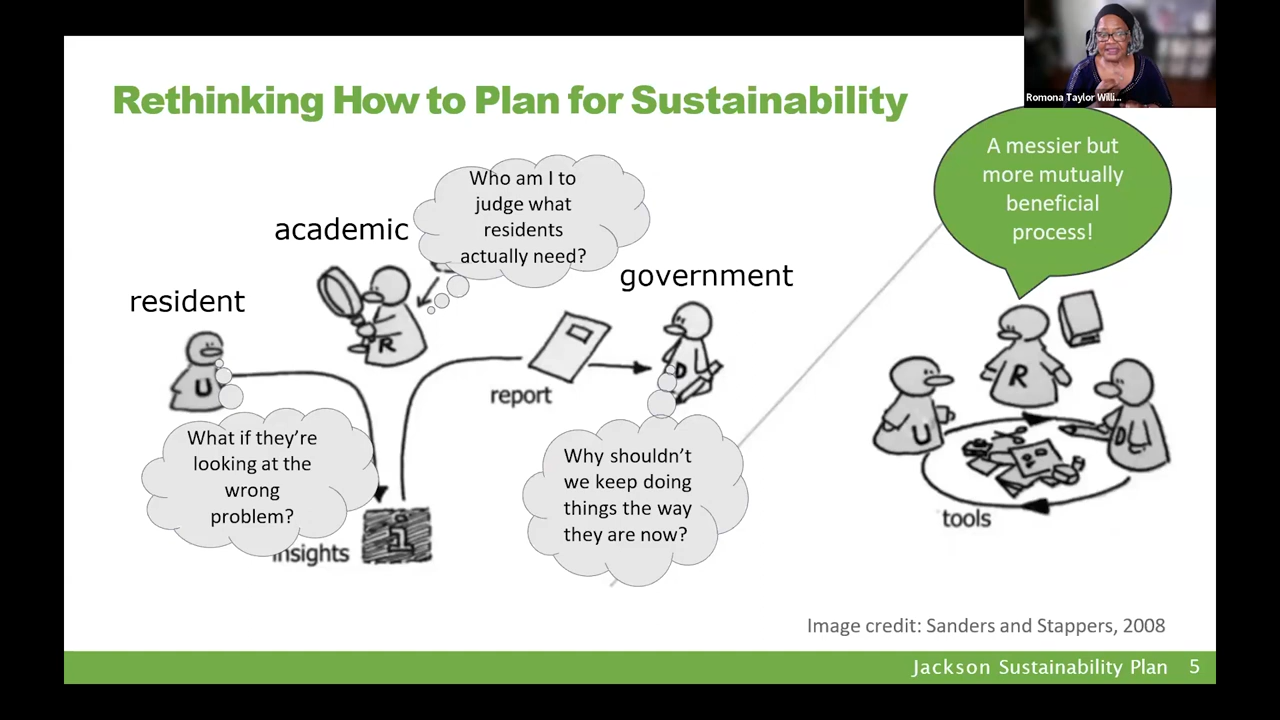 Romona Taylor Willi...
Rethinking How to Plan for Sustainability
A messier but
more mutually
beneficial
process!
Who am I to
judge what
residents
actually need?
academic
government
resident
R
U
report
D
What if they’re
looking at the
wrong
problem?
Why shouldn’t
we keep doing
things the way
they are now?
insights
i
R
U
D
tools
Image credit: Sanders and Stappers, 2008
Jackson Sustainability Plan 5